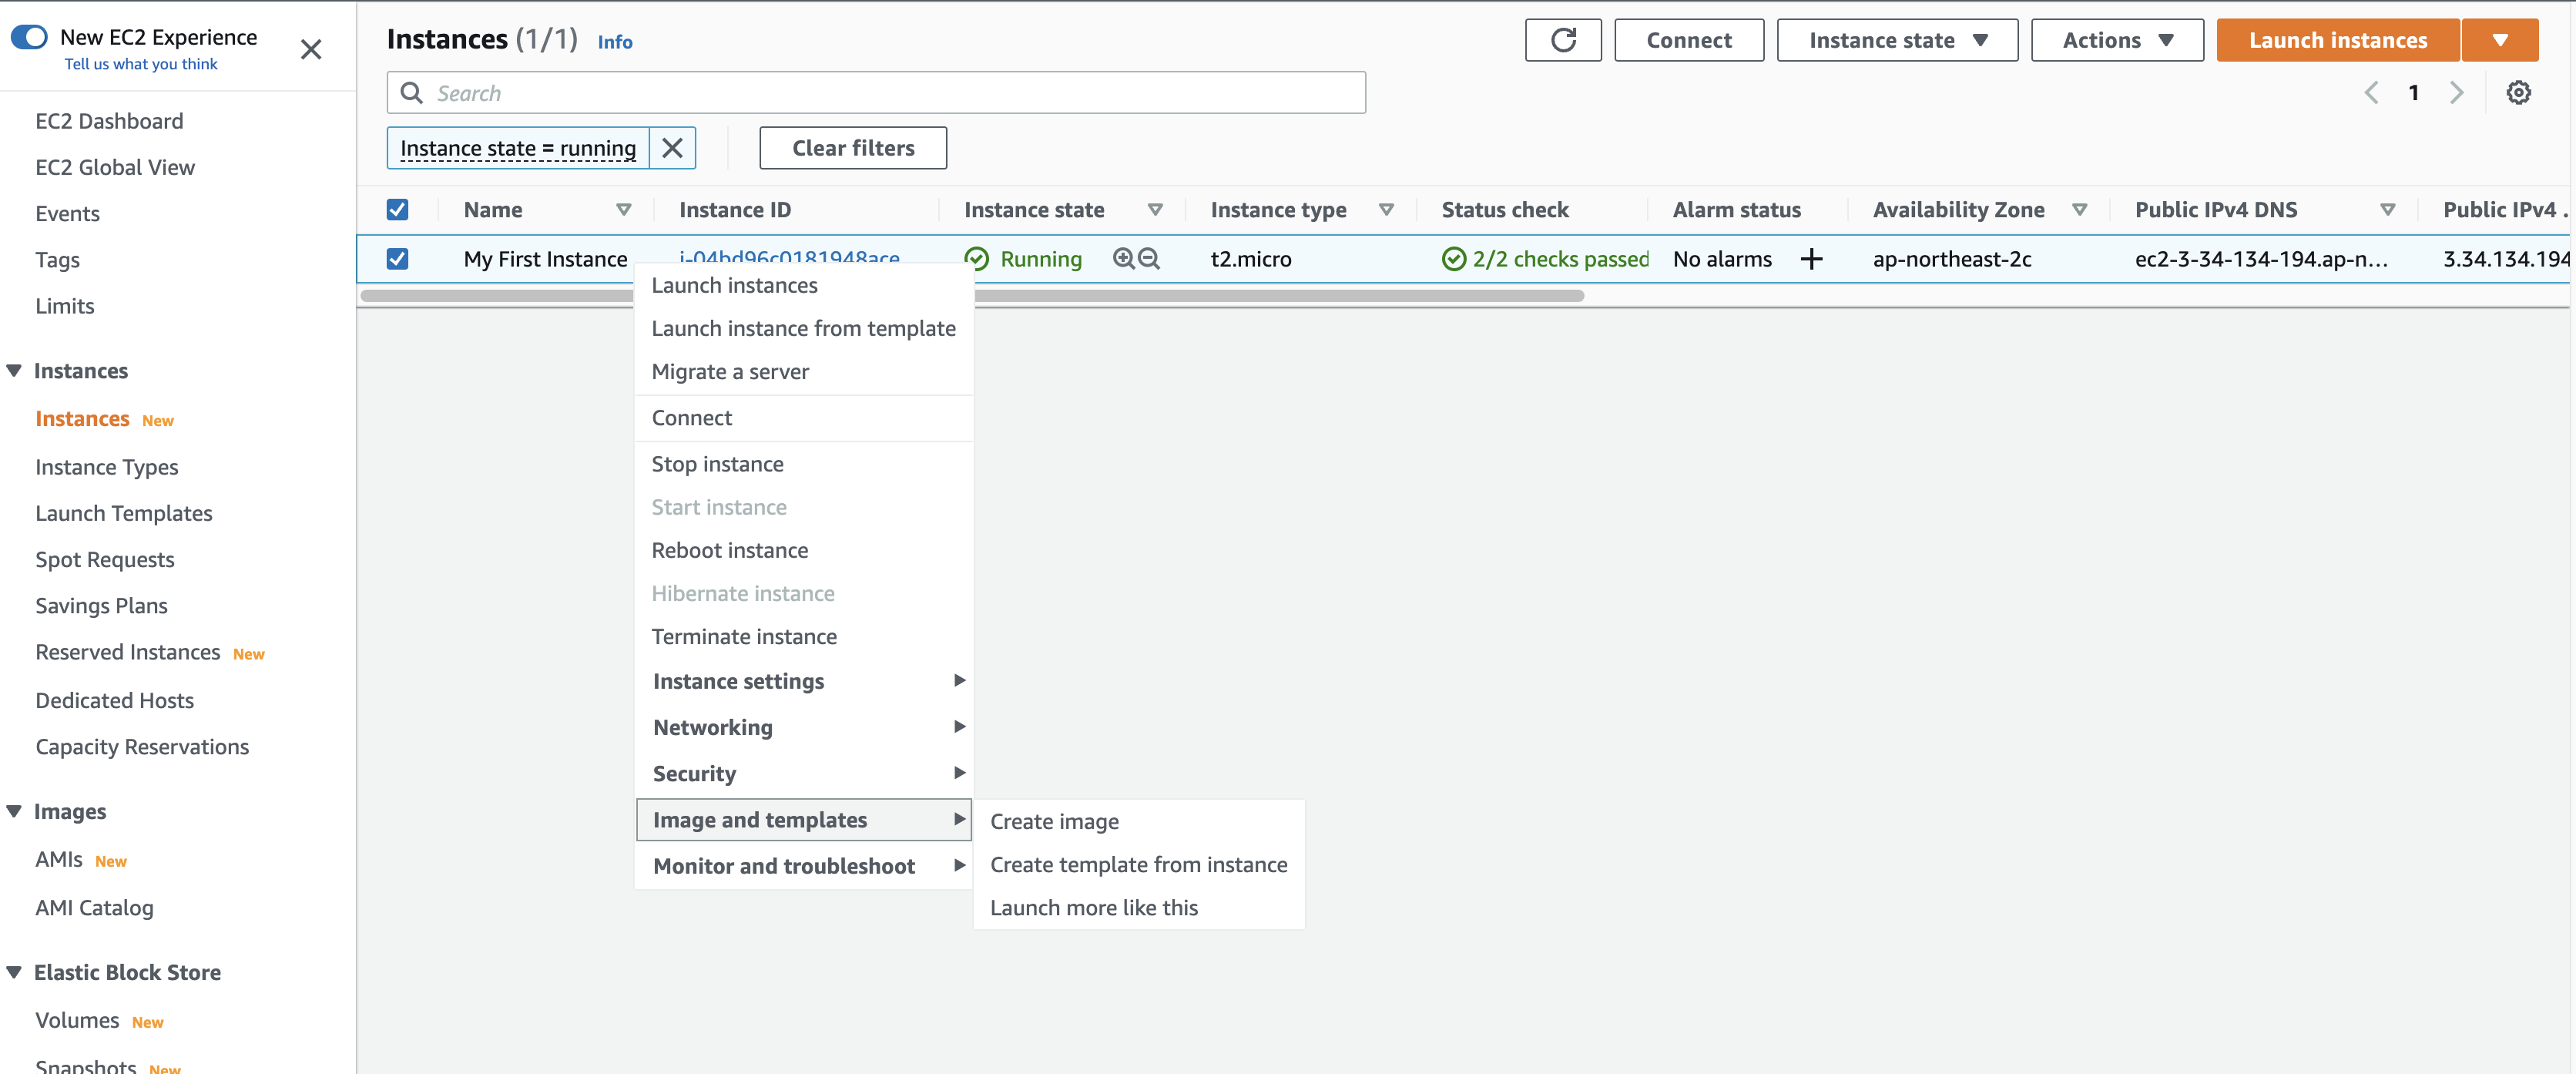 New EC2 Experience
Tell us what you think
EC2 Dashboard
EC2 Global View
Events
Tags
Limits
Instances
Instances New
Instance Types
Launch Templates
Spot Requests
Savings Plans
Reserved Instances New
Dedicated Hosts
Capacity Reservations
Images
AMIs New
AMI Catalog
Elastic Block Store
Volumes New
Snapshots New
Instances (1/1) Info
Connect
Instance state
Actions
Launch instances
Search
1
Instance state = running
Clear filters
Name Instance ID Instance state Instance type Status check Alarm status Availability Zone Public IPv4 DNS Public IPv4 .
My First Instance i-04bd96c0181948ace Running t2.micro 2/2 checks passed No alarms + ap-northeast-2c ec2-3-34-134-194.ap-n... 3.34.134.194
Launch instances
Launch instance from template
Migrate a server
Connect
Stop instance
Start instance
Reboot instance
Hibernate instance
Terminate instance
Instance settings
Networking
Security
Image and templates
Monitor and troubleshoot
Create image
Create template from instance
Launch more like this